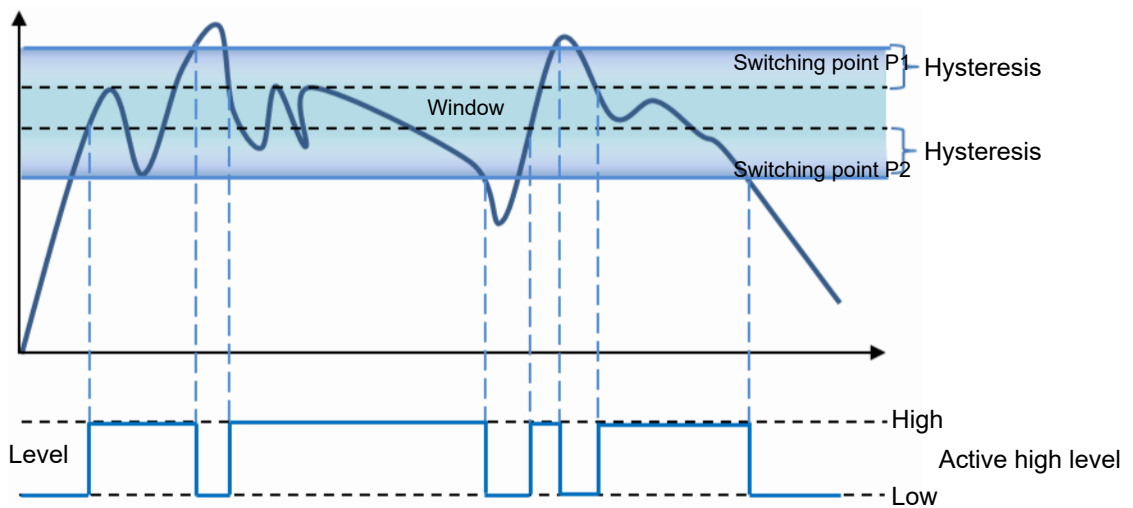 Switching point P1
Hysteresis
Window
Hysteresis
Switching point P2
High
Level
Active high level
Low